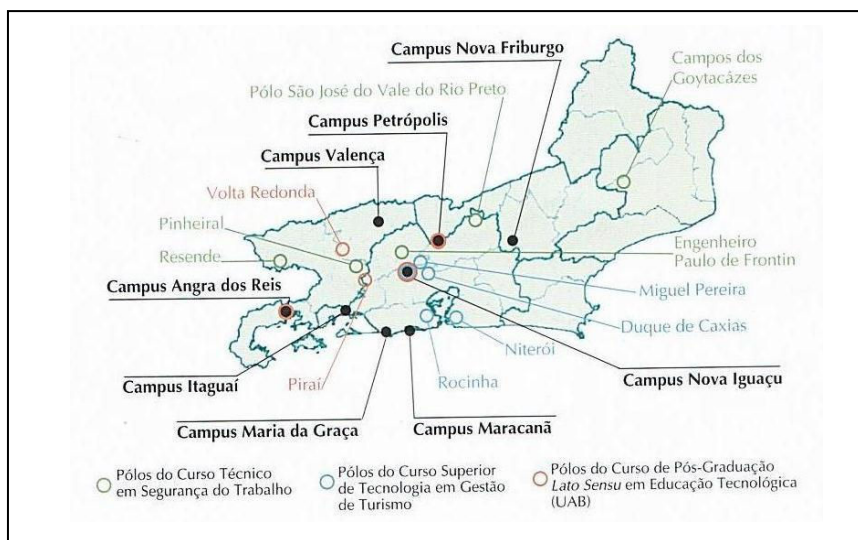 Campus Nova Friburgo
Campos dos
Goytacázes
Pólo São José do Vale do Rio Preto
Campus Petrópolis
Campus Valença
Volta Redonda
Pinheiral
Resende
Engenheiro
Paulo de Frontin
Campus Angra dos Reis
Miguel Pereira
Duque de Caxias
Niterói
Campus Itaguaí
Piraí
Rocinha
Campus Nova Iguaçu
Campus Maria da Graça
Campus Maracanã
Pólos do Curso Técnico
em Segurança do Trabalho
Pólos do Curso Superior
de Tecnologia em Gestão
de Turismo
Pólos do Curso de Pós-Graduação
Lato Sensu em Educação Tecnológica
(UAB)